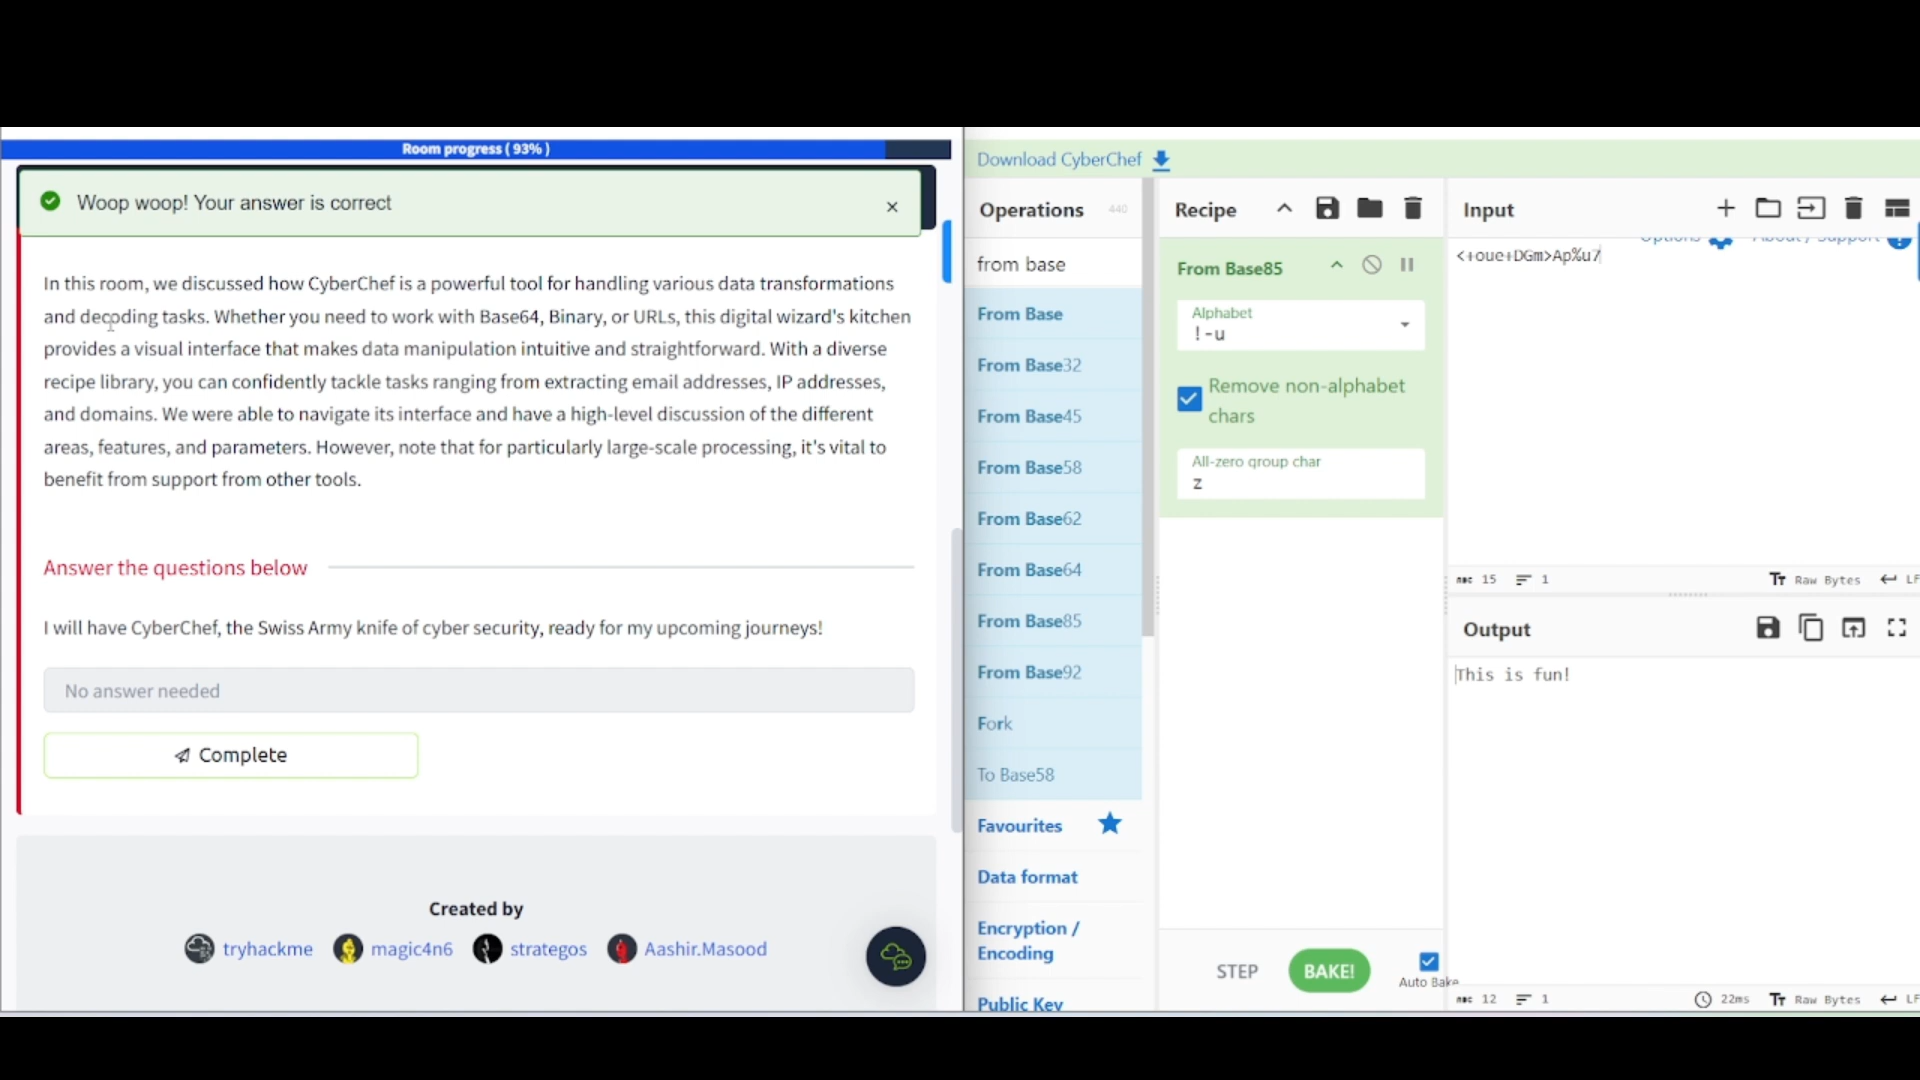 Room progress ( 93% )
Woop woop! Your answer is correct
In this room, we discussed how CyberChef is a powerful tool for handling various data transformations
and decoding tasks. Whether you need to work with Base64, Binary, or URLs, this digital wizard's kitchen
provides a visual interface that makes data manipulation intuitive and straightforward. With a diverse
recipe library, you can confidently tackle tasks ranging from extracting email addresses, IP addresses,
and domains. We were able to navigate its interface and have a high-level discussion of the different
areas, features, and parameters. However, note that for particularly large-scale processing, it's vital to
benefit from support from other tools.
Answer the questions below
I will have CyberChef, the Swiss Army knife of cyber security, ready for my upcoming journeys!
No answer needed
Complete
Created by
tryhackme magic4n6 strategos Aashir.Masood
Download CyberChef
Operations 440
from base
From Base
From Base32
From Base45
From Base58
From Base62
From Base64
From Base85
From Base92
Fork
To Base58
Favourites
Data format
Encryption /
Encoding
Public Key
Recipe
From Base85
Alphabet
!-u
Remove non-alphabet
chars
All-zero group char
z
STEP
BAKE!
Auto Bake
Input
Options About / Support
<+oue+DGm>Ap%u7
15 1
Raw Bytes LF
Output
This is fun!
12 1
22ms Raw Bytes LF